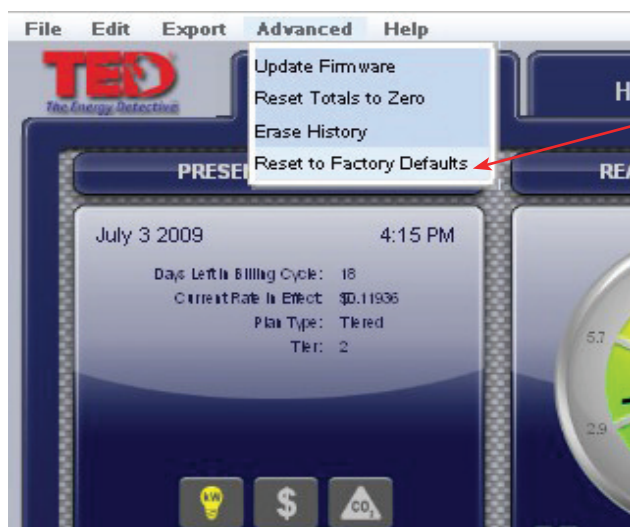 File Edit Export Advanced Help
TED
The Energy Detective
Update Firmware
Reset Totals to Zero
Erase History
Reset to Factory Defaults
H
PRESE
REA
July 3 2009 4:15 PM
Days Left in Billing Cycle: 18
Current Rate In Effect: $0.11936
Plan Type: Tiered
Tier: 2
5.7
2.9
kW
$
CO2